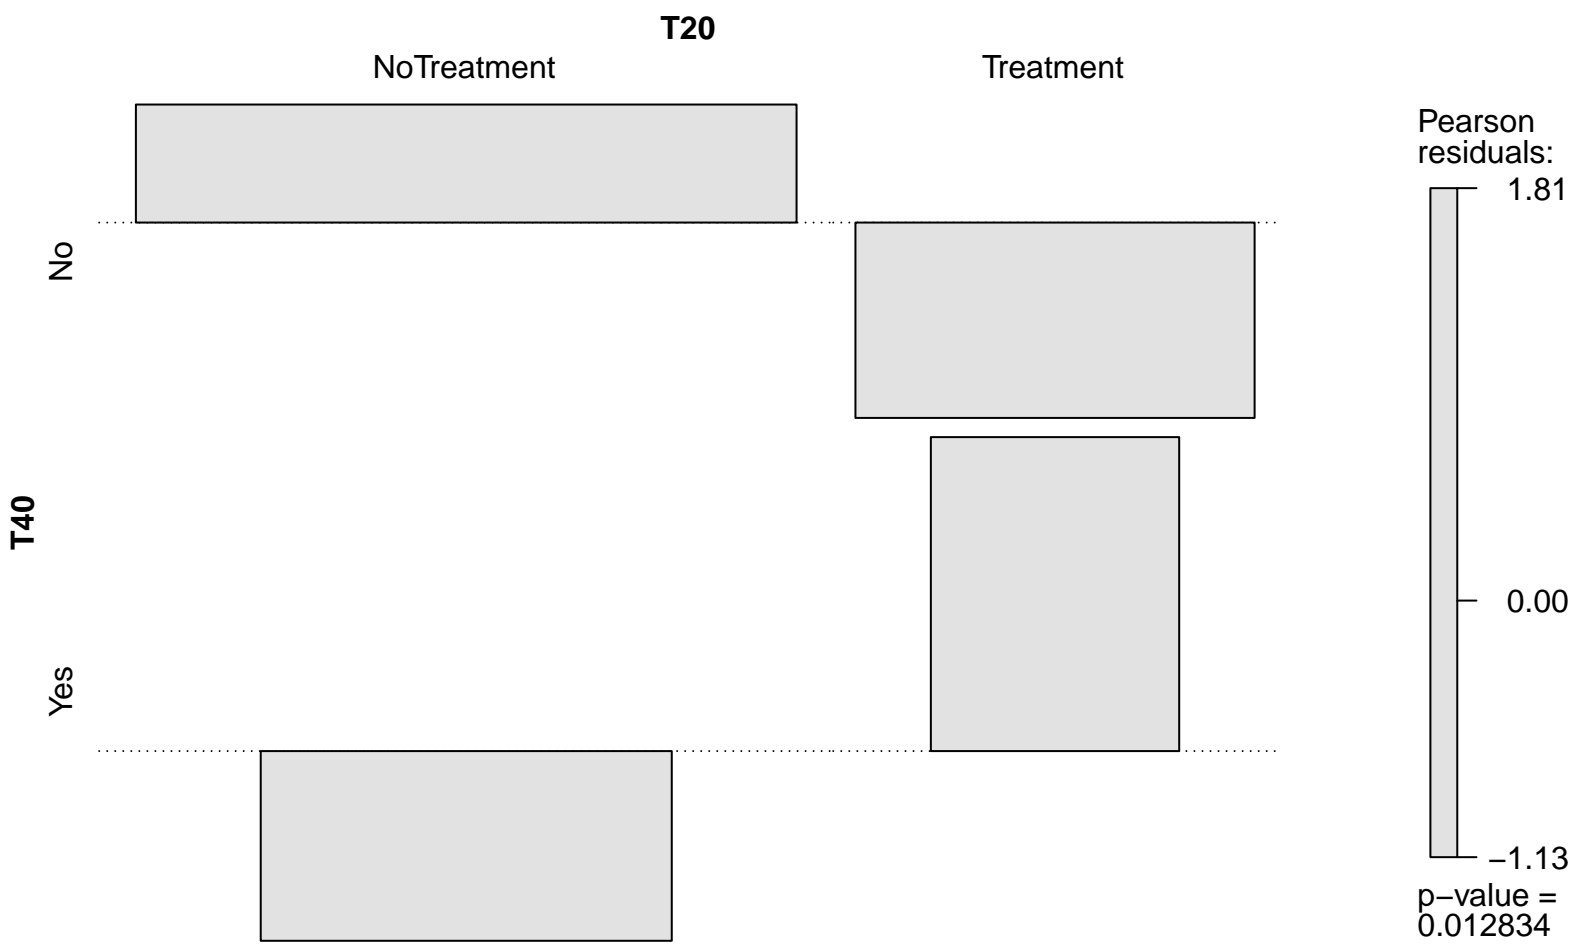 T20
NoTreatment
Treatment
T40
No
Yes
Pearson
residuals:
1.81
0.00
−1.13
p−value =
0.012834